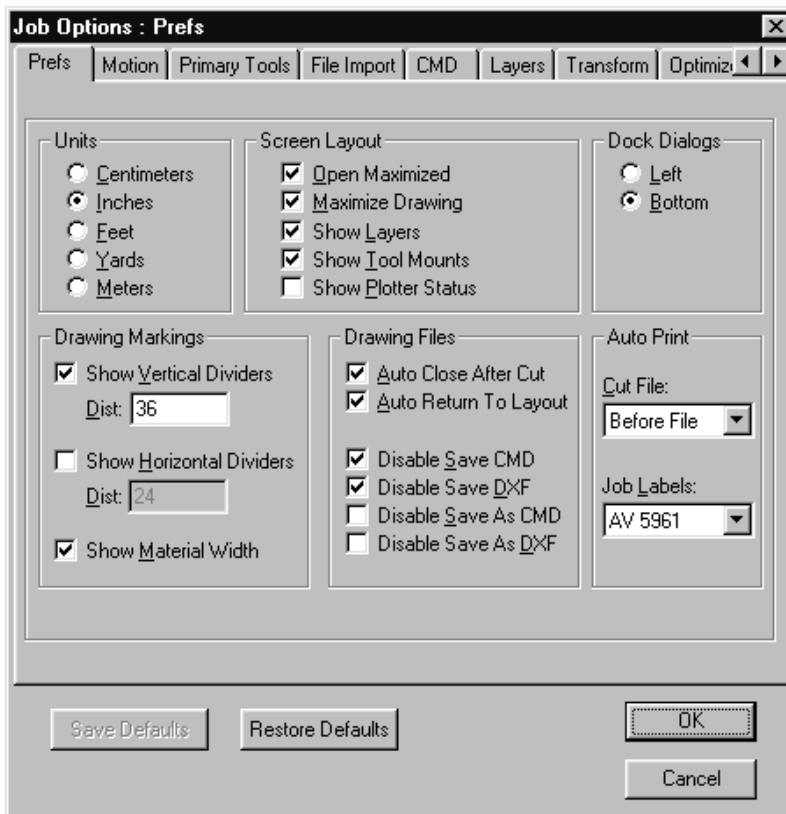 Job Options : Prefs
Prefs Motion Primary Tools File Import CMD Layers Transform Optimiz
Units
Centimeters
Inches
Feet
Yards
Meters
Screen Layout
Open Maximized
Maximize Drawing
Show Layers
Show Tool Mounts
Show Plotter Status
Dock Dialogs
Left
Bottom
Drawing Markings
Show Vertical Dividers
Dist: 36
Show Horizontal Dividers
Dist: 24
Show Material Width
Drawing Files
Auto Close After Cut
Auto Return To Layout
Disable Save CMD
Disable Save DXF
Disable Save As CMD
Disable Save As DXF
Auto Print
Cut File:
Before File
Job Labels:
AV 5961
Save Defaults
Restore Defaults
OK
Cancel